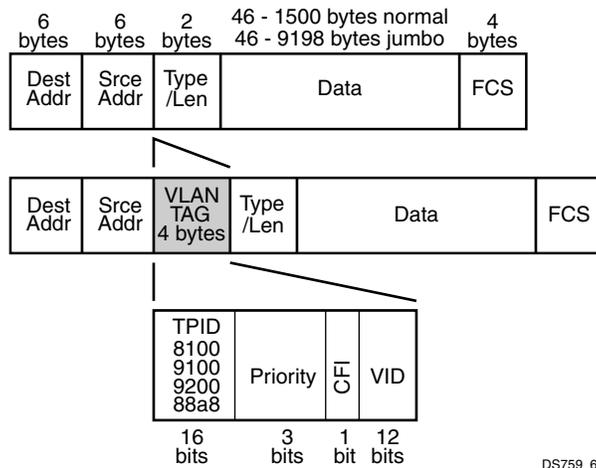 6 bytes 6 bytes 2 bytes 46 - 1500 bytes normal 4 bytes
46 - 9198 bytes jumbo
Dest Addr Srce Addr Type /Len Data FCS
Dest Addr Srce Addr VLAN TAG 4 bytes Type /Len Data FCS
TPID
8100
9100
9200
88a8
Priority CFI VID
16 bits 3 bits 1 bit 12 bits
DS759_6